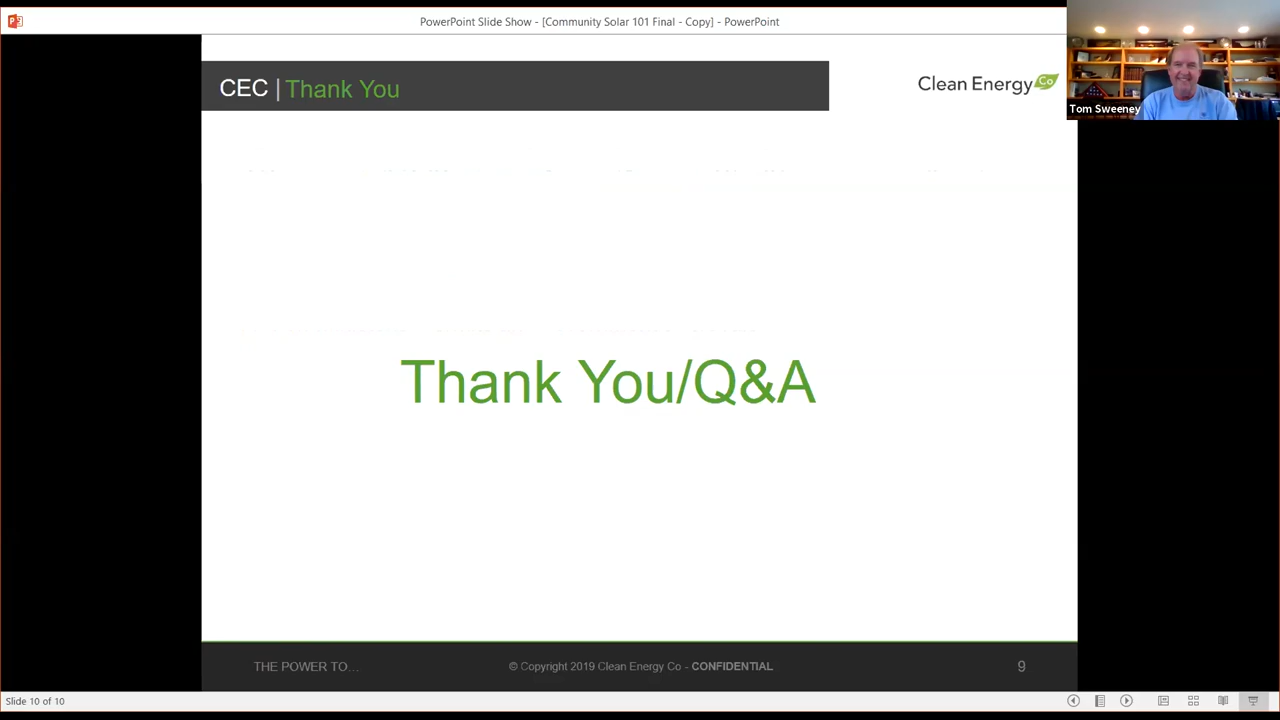 PowerPoint Slide Show - [Community Solar 101 Final - Copy] - PowerPoint
CEC | Thank You
Clean Energy Co
Tom Sweeney
Thank You/Q&A
THE POWER TO...
© Copyright 2019 Clean Energy Co - CONFIDENTIAL
9
Slide 10 of 10